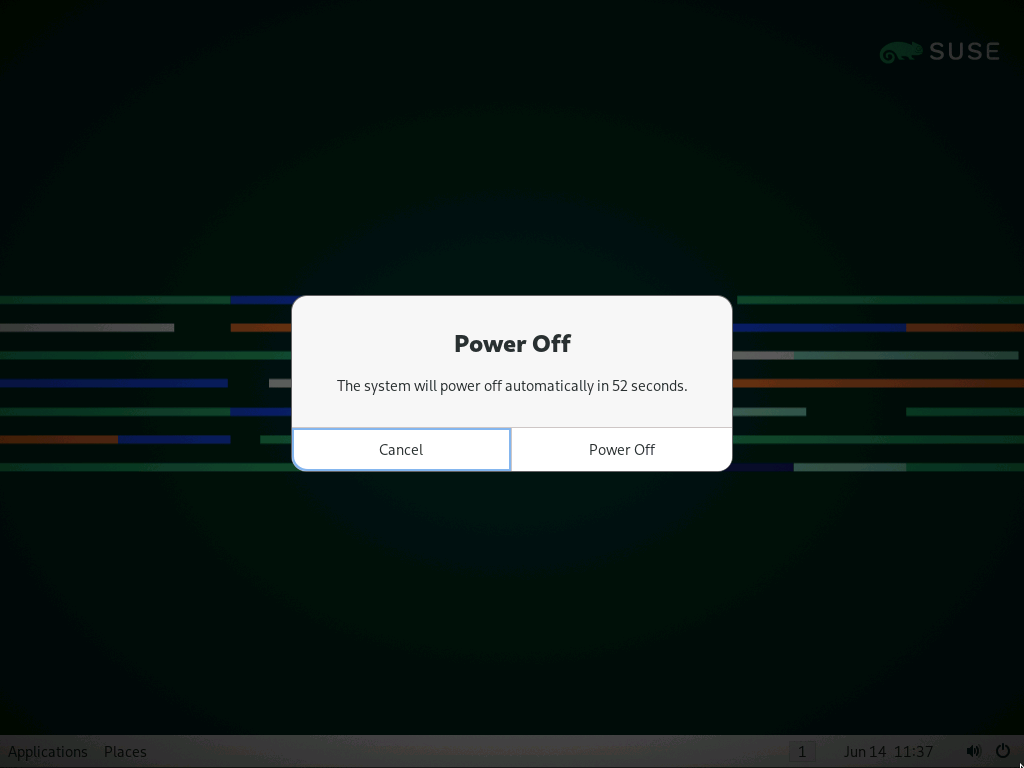 SUSE
Power Off
The system will power off automatically in 52 seconds.
Cancel Power Off
Applications Places 1 Jun 14 11:37